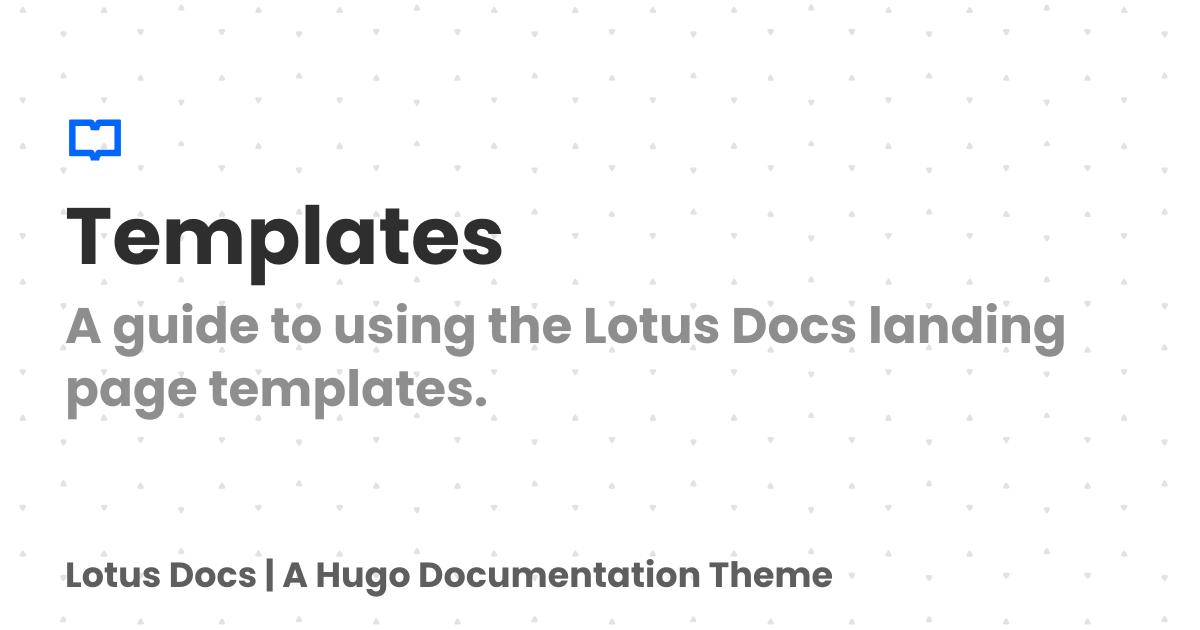 Templates
A guide to using the Lotus Docs landing
page templates.
Lotus Docs | A Hugo Documentation Theme